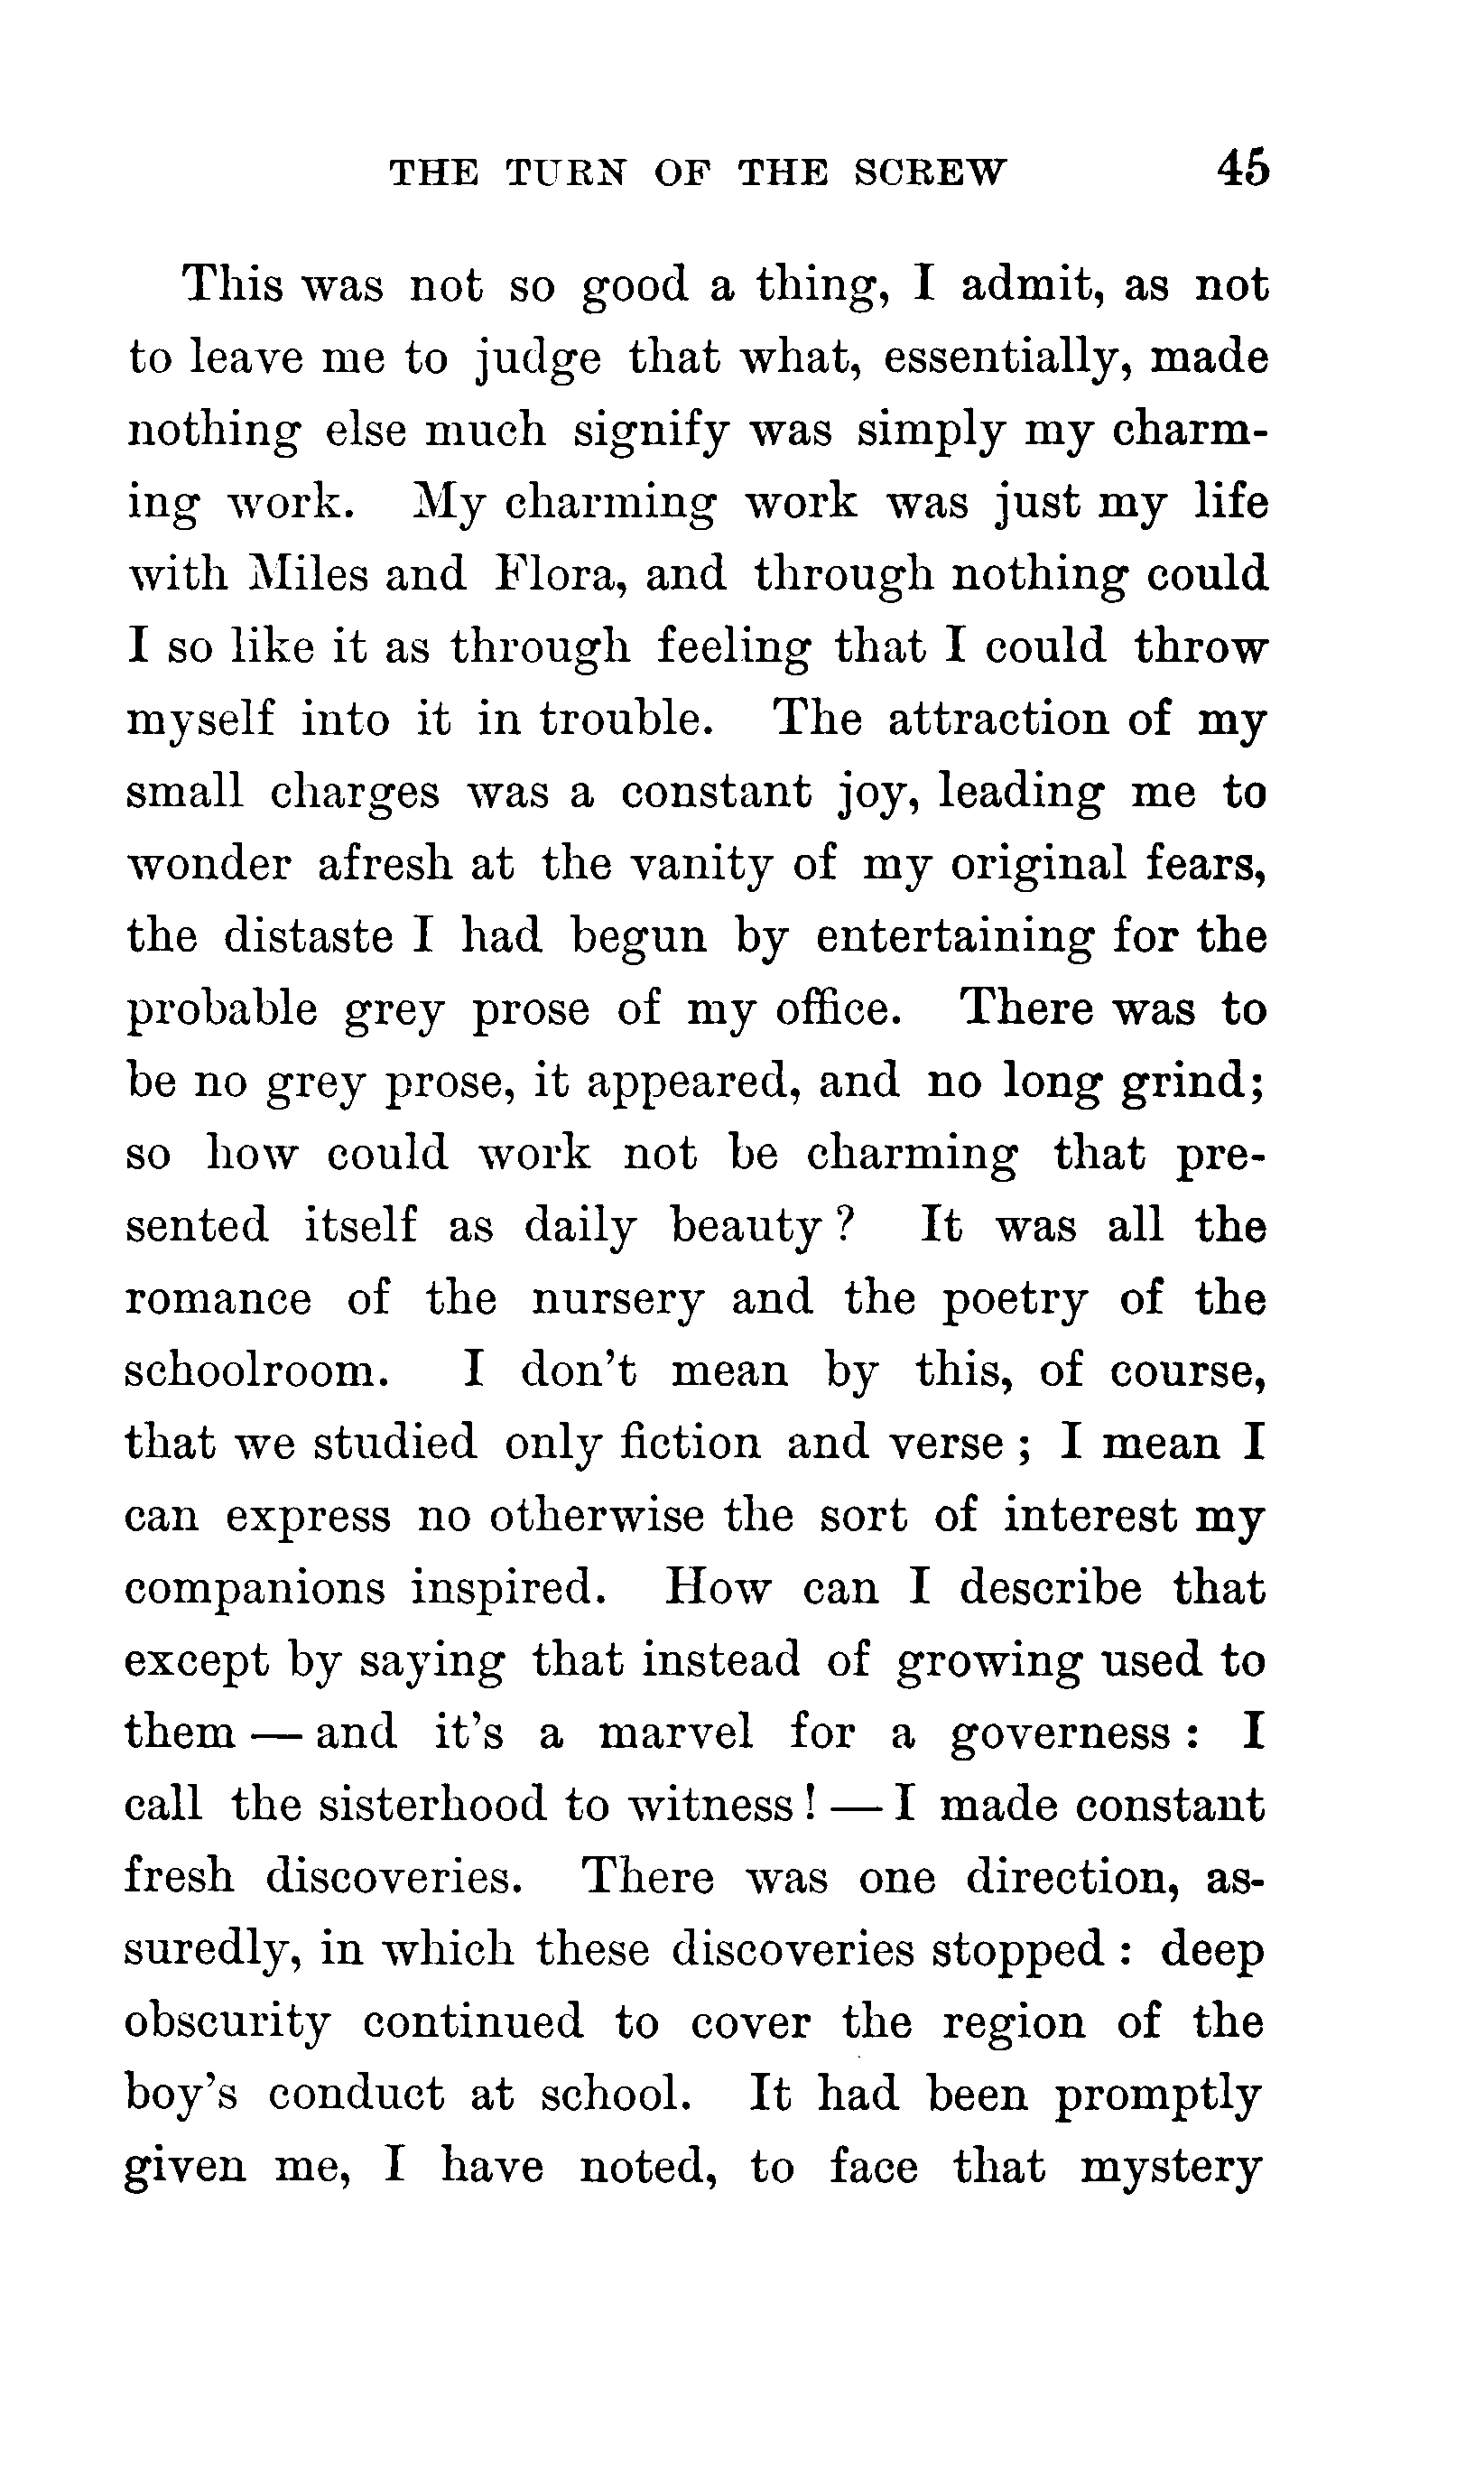 THE TURN OF THE SCREW 45
This was not so good a thing, I admit, as not
to leave me to judge that what, essentially, made
nothing else much signify was simply my charm-
ing work. My charming work was just my life
with Miles and Flora, and through nothing could
I so like it as through feeling that I could throw
myself into it in trouble. The attraction of my
small charges was a constant joy, leading me to
wonder afresh at the vanity of my original fears,
the distaste I had begun by entertaining for the
probable grey prose of my office. There was to
be no grey prose, it appeared, and no long grind;
so how could work not be charming that pre-
sented itself as daily beauty? It was all the
romance of the nursery and the poetry of the
schoolroom. I don't mean by this, of course,
that we studied only fiction and verse; I mean I
can express no otherwise the sort of interest my
companions inspired. How can I describe that
except by saying that instead of growing used to
them — and it's a marvel for a governess: I
call the sisterhood to witness! — I made constant
fresh discoveries. There was one direction, as-
suredly, in which these discoveries stopped: deep
obscurity continued to cover the region of the
boy's conduct at school. It had been promptly
given me, I have noted, to face that mystery